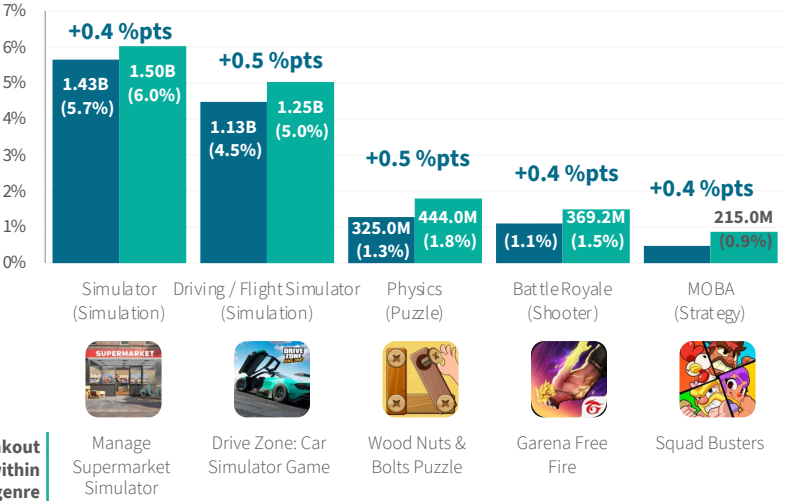 7%
6%
5%
4%
3%
2%
1%
0%
+0.4 %pts
1.43B
(5.7%)
1.50B
(6.0%)
+0.5 %pts
1.13B
(4.5%)
1.25B
(5.0%)
+0.5 %pts
325.0M
(1.3%)
444.0M
(1.8%)
+0.4 %pts
(1.1%)
369.2M
(1.5%)
+0.4 %pts
215.0M
(0.9%)
Simulator
(Simulation)
Driving / Flight Simulator
(Simulation)
Physics
(Puzzle)
Battle Royale
(Shooter)
MOBA
(Strategy)
SUPERMARKET
DRIVE
ZONE
Manage
Supermarket
Simulator
Drive Zone: Car
Simulator Game
Wood Nuts &
Bolts Puzzle
Garena Free
Fire
Squad Busters